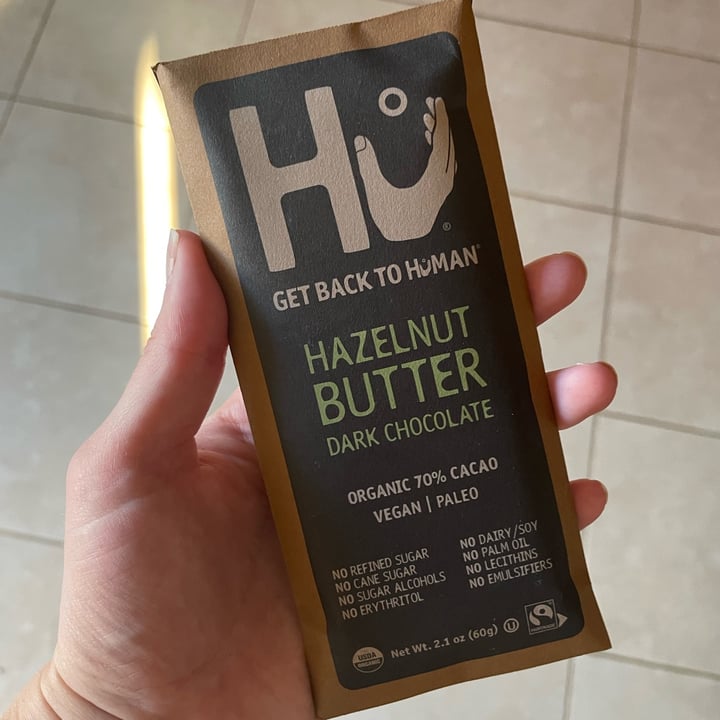 Hu
®
GET BACK TO HUMAN®
HAZELNUT
BUTTER
DARK CHOCOLATE
ORGANIC 70% CACAO
VEGAN | PALEO
NO REFINED SUGAR
NO CANE SUGAR
NO SUGAR ALCOHOLS
NO ERYTHRITOL
NO DAIRY/SOY
NO PALM OIL
NO LECITHINS
NO EMULSIFIERS
USDA
ORGANIC
Net Wt. 2.1 oz (60g)
U